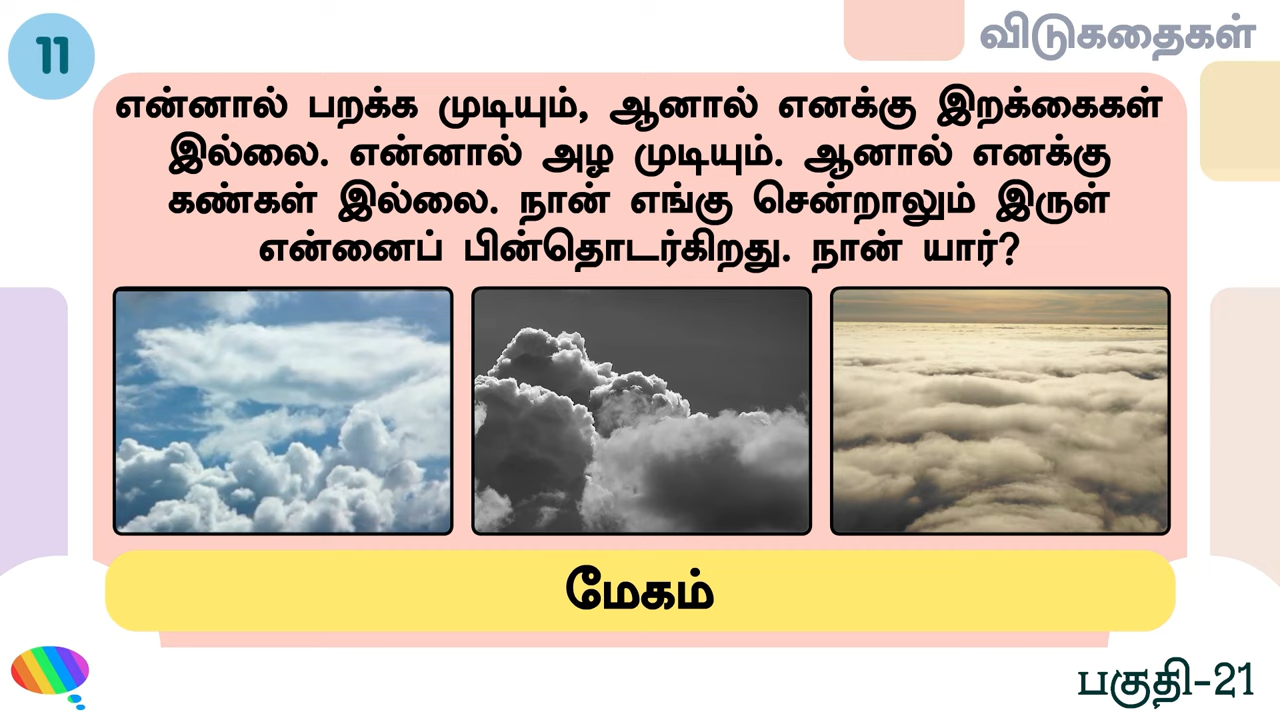 11
விடுகதைகள்
என்னால் பறக்க முடியும், ஆனால் எனக்கு இறக்கைகள்
இல்லை. என்னால் அழ முடியும். ஆனால் எனக்கு
கண்கள் இல்லை. நான் எங்கு சென்றாலும் இருள்
என்னைப் பின்தொடர்கிறது. நான் யார்?
மேகம்
பகுதி-21